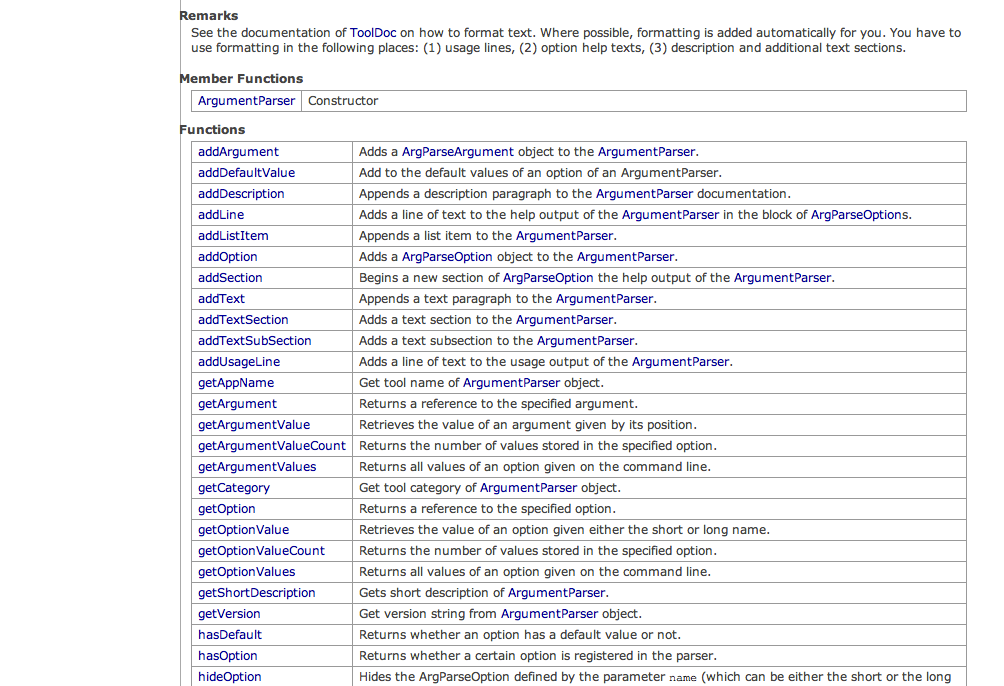 Remarks
See the documentation of ToolDoc on how to format text. Where possible, formatting is added automatically for you. You have to
use formatting in the following places: (1) usage lines, (2) option help texts, (3) description and additional text sections.
Member Functions
ArgumentParser Constructor
Functions
addArgument Adds a ArgParseArgument object to the ArgumentParser.
addDefaultValue Add to the default values of an option of an ArgumentParser.
addDescription Appends a description paragraph to the ArgumentParser documentation.
addLine Adds a line of text to the help output of the ArgumentParser in the block of ArgParseOptions.
addListItem Appends a list item to the ArgumentParser.
addOption Adds a ArgParseOption object to the ArgumentParser.
addSection Begins a new section of ArgParseOption the help output of the ArgumentParser.
addText Appends a text paragraph to the ArgumentParser.
addTextSection Adds a text section to the ArgumentParser.
addTextSubSection Adds a text subsection to the ArgumentParser.
addUsageLine Adds a line of text to the usage output of the ArgumentParser.
getAppName Get tool name of ArgumentParser object.
getArgument Returns a reference to the specified argument.
getArgumentValue Retrieves the value of an argument given by its position.
getArgumentValueCount Returns the number of values stored in the specified option.
getArgumentValues Returns all values of an option given on the command line.
getCategory Get tool category of ArgumentParser object.
getOption Returns a reference to the specified option.
getOptionValue Retrieves the value of an option given either the short or long name.
getOptionValueCount Returns the number of values stored in the specified option.
getOptionValues Returns all values of an option given on the command line.
getShortDescription Gets short description of ArgumentParser.
getVersion Get version string from ArgumentParser object.
hasDefault Returns whether an option has a default value or not.
hasOption Returns whether a certain option is registered in the parser.
hideOption Hides the ArgParseOption defined by the parameter name (which can be either the short or the long